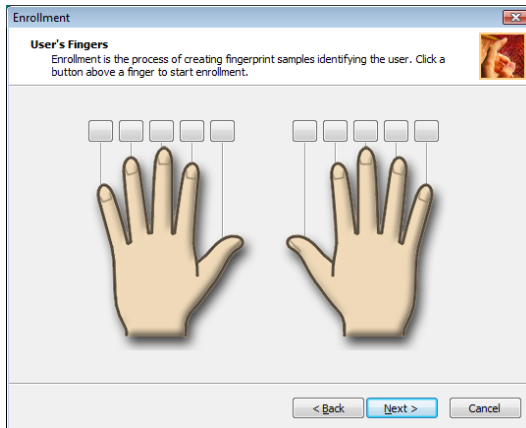 Enrollment
User's Fingers
Enrollment is the process of creating fingerprint samples identifying the user. Click a
button above a finger to start enrollment.
< Back
Next >
Cancel